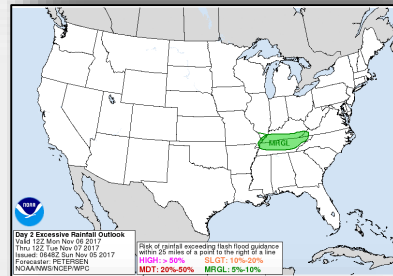 MRGL
noaa
Day 2 Excessive Rainfall Outlook
Valid 12Z Mon Nov 06 2017
Thru 12Z Tue Nov 07 2017
Issued: 0648Z Sun Nov 05 2017
Forecaster: PETERSEN
NOAA/NWS/NCEP/WPC
Risk of rainfall exceeding flash flood guidance
within 25 miles of a point to the right of a line
HIGH: > 50% SLGT: 10%-20%
MDT: 20%-50% MRGL: 5%-10%